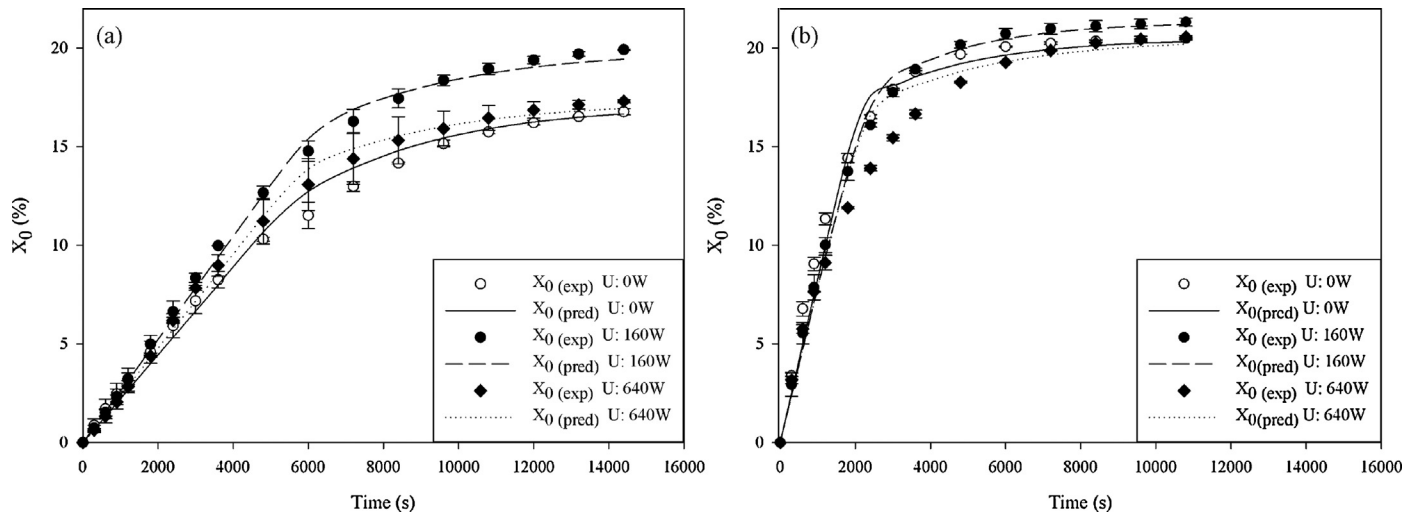 (a)
X0 (%)
20
15
10
5
0
0 2000 4000 6000 8000 10000 12000 14000 16000
Time (s)
X0 (exp) U: 0W
X0 (pred) U: 0W
X0 (exp) U: 160W
X0 (pred) U: 160W
X0 (exp) U: 640W
X0 (pred) U: 640W
(b)
X0 (%)
20
15
10
5
0
0 2000 4000 6000 8000 10000 12000 14000 16000
Time (s)
X0 (exp) U: 0W
X0(pred) U: 0W
X0 (exp) U: 160W
X0(pred) U: 160W
X0 (exp) U: 640W
X0(pred) U: 640W